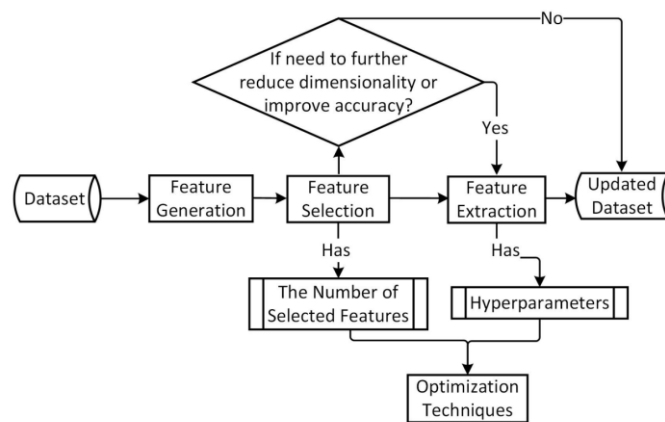 No
If need to further
reduce dimensionality or
improve accuracy?
Yes
Dataset
Feature
Generation
Feature
Selection
Feature
Extraction
Updated
Dataset
Has
Has
The Number of
Selected Features
Hyperparameters
Optimization
Techniques